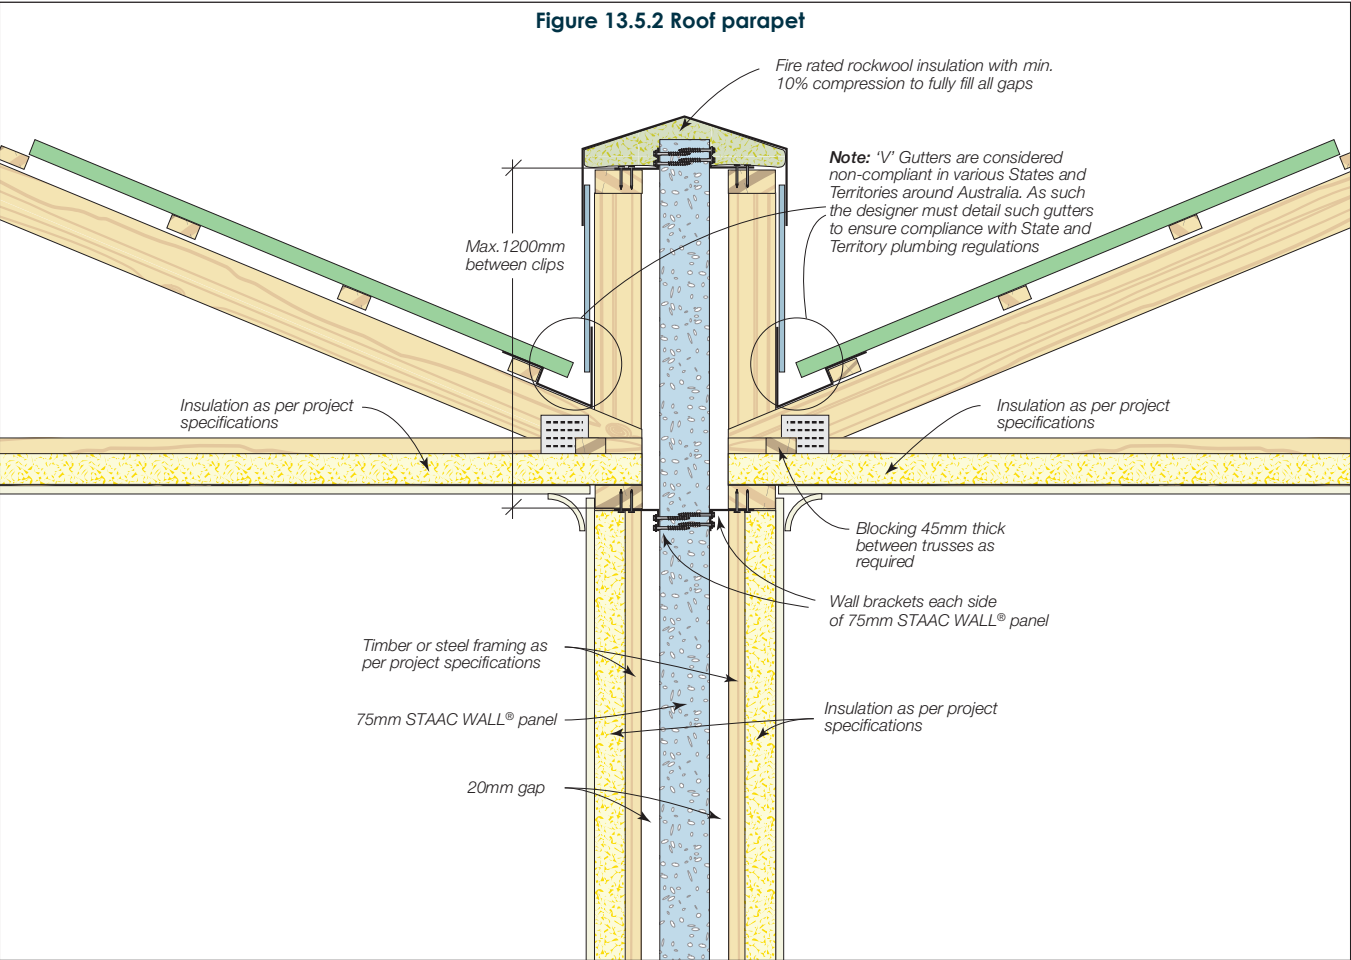 Figure 13.5.2 Roof parapet
Fire rated rockwool insulation with min.
10% compression to fully fill all gaps
Note: ‘V’ Gutters are considered
non-compliant in various States and
Territories around Australia. As such
the designer must detail such gutters
to ensure compliance with State and
Territory plumbing regulations
Max.1200mm
between clips
Insulation as per project
specifications
Insulation as per project
specifications
Blocking 45mm thick
between trusses as
required
Wall brackets each side
of 75mm STAAC WALL® panel
Timber or steel framing as
per project specifications
75mm STAAC WALL® panel
Insulation as per project
specifications
20mm gap